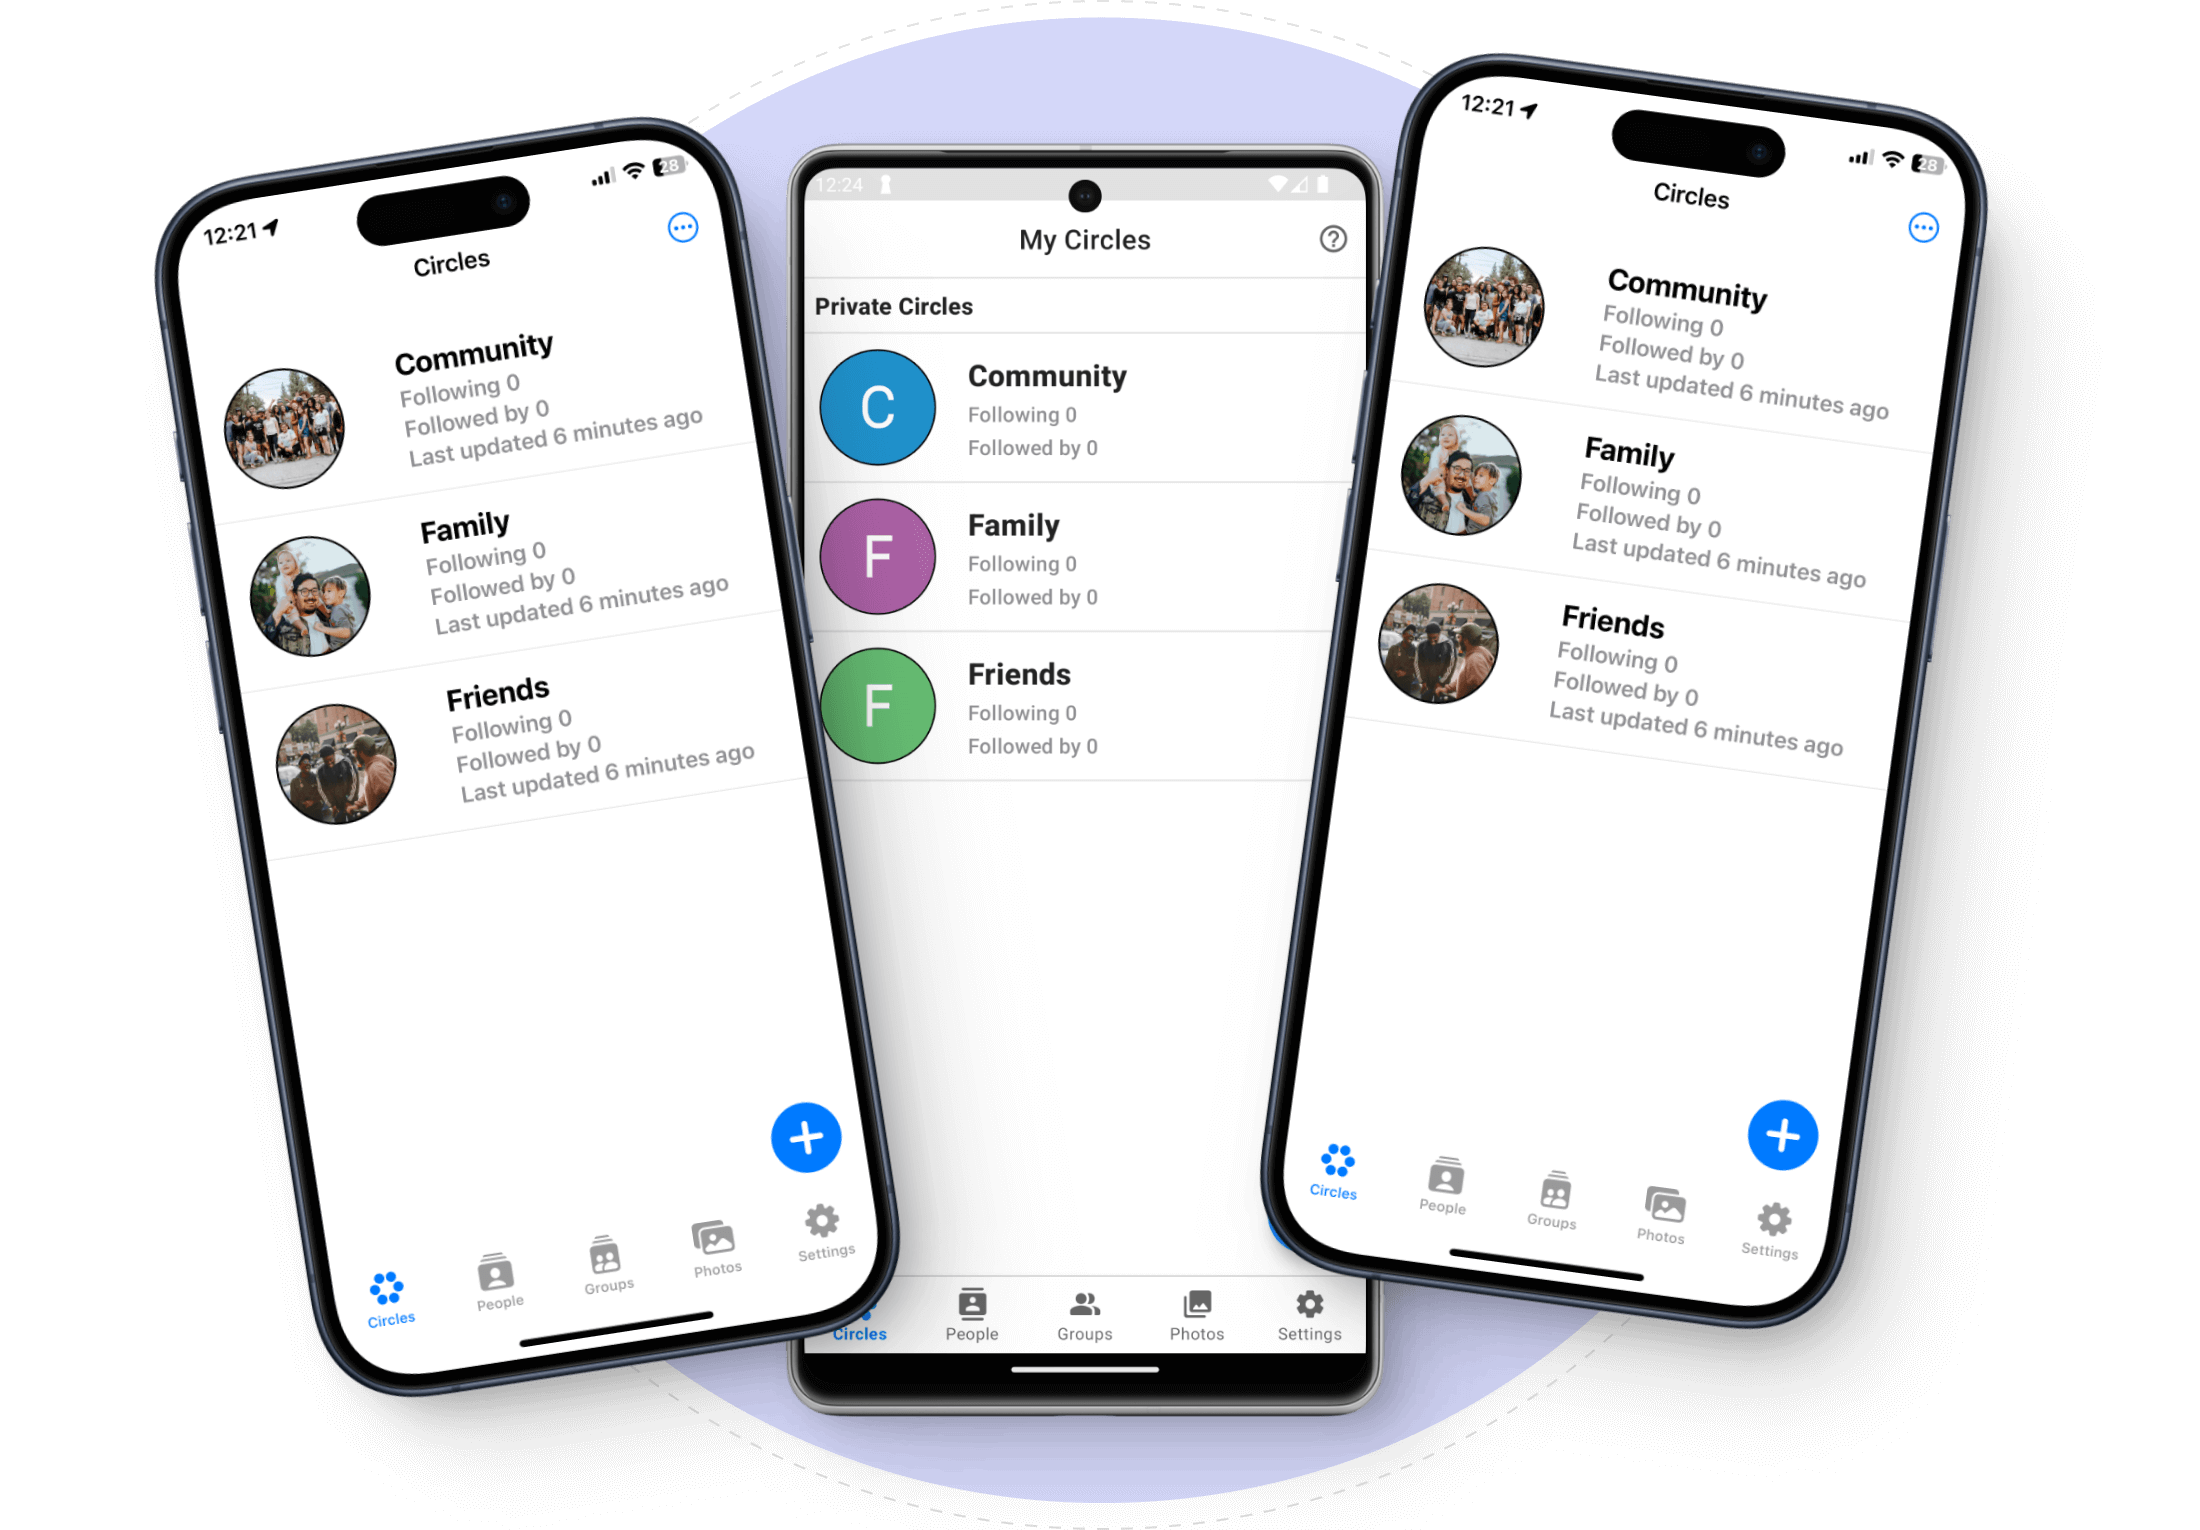 12:21
28
Circles
Community
Following 0
Followed by 0
Last updated 6 minutes ago
Family
Following 0
Followed by 0
Last updated 6 minutes ago
Friends
Following 0
Followed by 0
Last updated 6 minutes ago
Circles
People
Groups
Photos
Settings
12:24
My Circles
Private Circles
C
Community
Following 0
Followed by 0
F
Family
Following 0
Followed by 0
F
Friends
Following 0
Followed by 0
Circles
People
Groups
Photos
Settings
12:21
28
Circles
Community
Following 0
Followed by 0
Last updated 6 minutes ago
Family
Following 0
Followed by 0
Last updated 6 minutes ago
Friends
Following 0
Followed by 0
Last updated 6 minutes ago
Circles
People
Groups
Photos
Settings